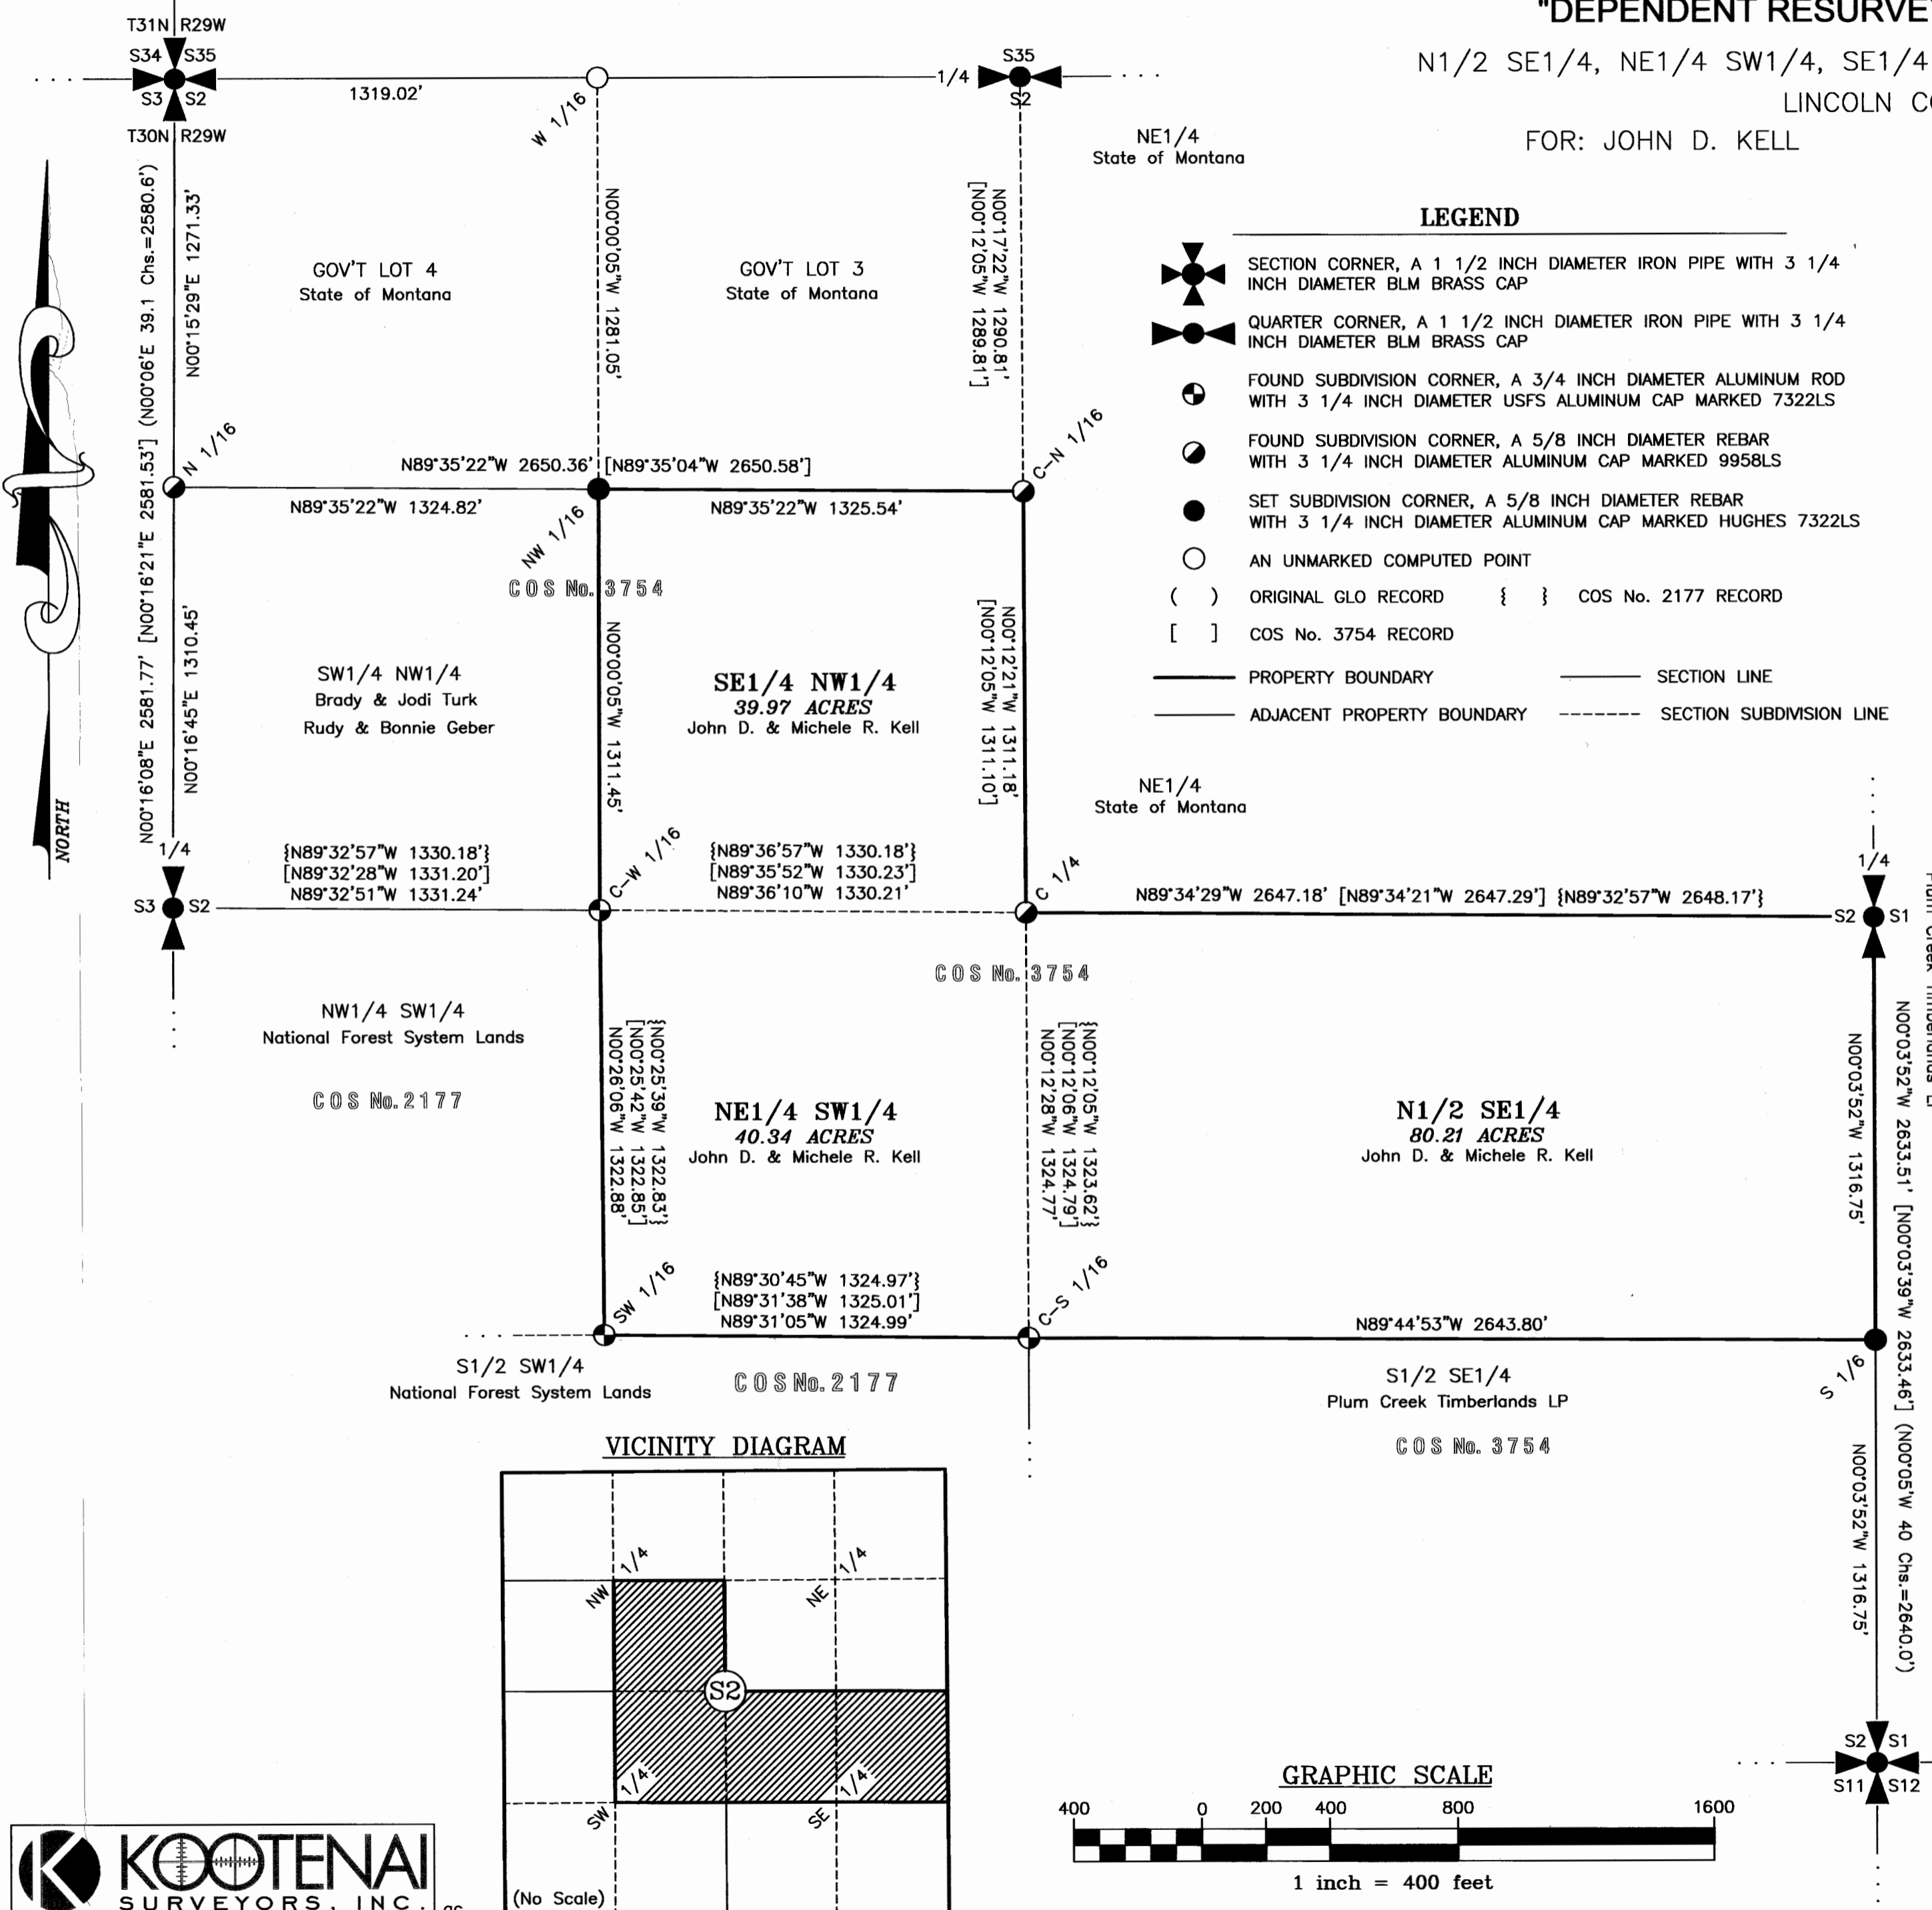 "DEPENDENT RESURVE
N1/2 SE1/4, NE1/4 SW1/4, SE1/4
LINCOLN CO
FOR: JOHN D. KELL
T31N R29W
S34 S35
S3 S2
T30N R29W
1319.02'
W 1/16
S35
1/4
S2
NE1/4
State of Montana
LEGEND
SECTION CORNER, A 1 1/2 INCH DIAMETER IRON PIPE WITH 3 1/4
INCH DIAMETER BLM BRASS CAP
QUARTER CORNER, A 1 1/2 INCH DIAMETER IRON PIPE WITH 3 1/4
INCH DIAMETER BLM BRASS CAP
FOUND SUBDIVISION CORNER, A 3/4 INCH DIAMETER ALUMINUM ROD
WITH 3 1/4 INCH DIAMETER USFS ALUMINUM CAP MARKED 7322LS
FOUND SUBDIVISION CORNER, A 5/8 INCH DIAMETER REBAR
WITH 3 1/4 INCH DIAMETER ALUMINUM CAP MARKED 9958LS
SET SUBDIVISION CORNER, A 5/8 INCH DIAMETER REBAR
WITH 3 1/4 INCH DIAMETER ALUMINUM CAP MARKED HUGHES 7322LS
AN UNMARKED COMPUTED POINT
( ) ORIGINAL GLO RECORD { } COS No. 2177 RECORD
[ ] COS No. 3754 RECORD
PROPERTY BOUNDARY SECTION LINE
ADJACENT PROPERTY BOUNDARY SECTION SUBDIVISION LINE
N00°16'08"E 2581.77' [N00°16'21"E 2581.53'] (N00°06'E 39.1 Chs.=2580.6')
N00°15'29"E 1271.33'
GOV'T LOT 4
State of Montana
N00°00'05"W 1281.05'
GOV'T LOT 3
State of Montana
N00°17'22"W 1290.81'
[N00°12'05"W 1289.81']
N 1/16
C-N 1/16
N89°35'22"W 2650.36' [N89°35'04"W 2650.58']
N89°35'22"W 1324.82'
N89°35'22"W 1325.54'
NW 1/16
COS No. 3754
NORTH
N00°16'45"E 1310.45'
SW1/4 NW1/4
Brady & Jodi Turk
Rudy & Bonnie Geber
N00°00'05"W 1311.45'
SE1/4 NW1/4
39.97 ACRES
John D. & Michele R. Kell
N00°12'21"W 1311.18'
[N00°12'05"W 1311.10']
NE1/4
State of Montana
1/4
S3 S2
{N89°32'57"W 1330.18'}
[N89°32'28"W 1331.20']
N89°32'51"W 1331.24'
C-W 1/16
{N89°36'57"W 1330.18'}
[N89°35'52"W 1330.23']
N89°36'10"W 1330.21'
C 1/4
N89°34'29"W 2647.18' [N89°34'21"W 2647.29'] {N89°32'57"W 2648.17'}
1/4
S2 S1
COS No. 3754
NW1/4 SW1/4
National Forest System Lands
COS No. 2177
{N00°25'39"W 1322.83'}
[N00°25'42"W 1322.85']
N00°26'06"W 1322.88'
NE1/4 SW1/4
40.34 ACRES
John D. & Michele R. Kell
{N00°12'05"W 1323.62'}
[N00°12'06"W 1324.79']
N00°12'28"W 1324.77'
N1/2 SE1/4
80.21 ACRES
John D. & Michele R. Kell
N00°03'52"W 1316.75'
N00°03'52"W 2633.51' [N00°03'39"W 2633.46'] (N00°05'W 40 Chs.=2640.0')
SW 1/16
{N89°30'45"W 1324.97'}
[N89°31'38"W 1325.01']
N89°31'05"W 1324.99'
C-S 1/16
N89°44'53"W 2643.80'
S 1/6
S1/2 SW1/4
National Forest System Lands
COS No. 2177
S1/2 SE1/4
Plum Creek Timberlands LP
COS No. 3754
N00°03'52"W 1316.75'
VICINITY DIAGRAM
NW 1/4
NE 1/4
S2
SW 1/4
SE 1/4
(No Scale)
S2 S1
S11 S12
GRAPHIC SCALE
400 0 200 400 800 1600
1 inch = 400 feet
K KOOTENAI
SURVEYORS, INC.